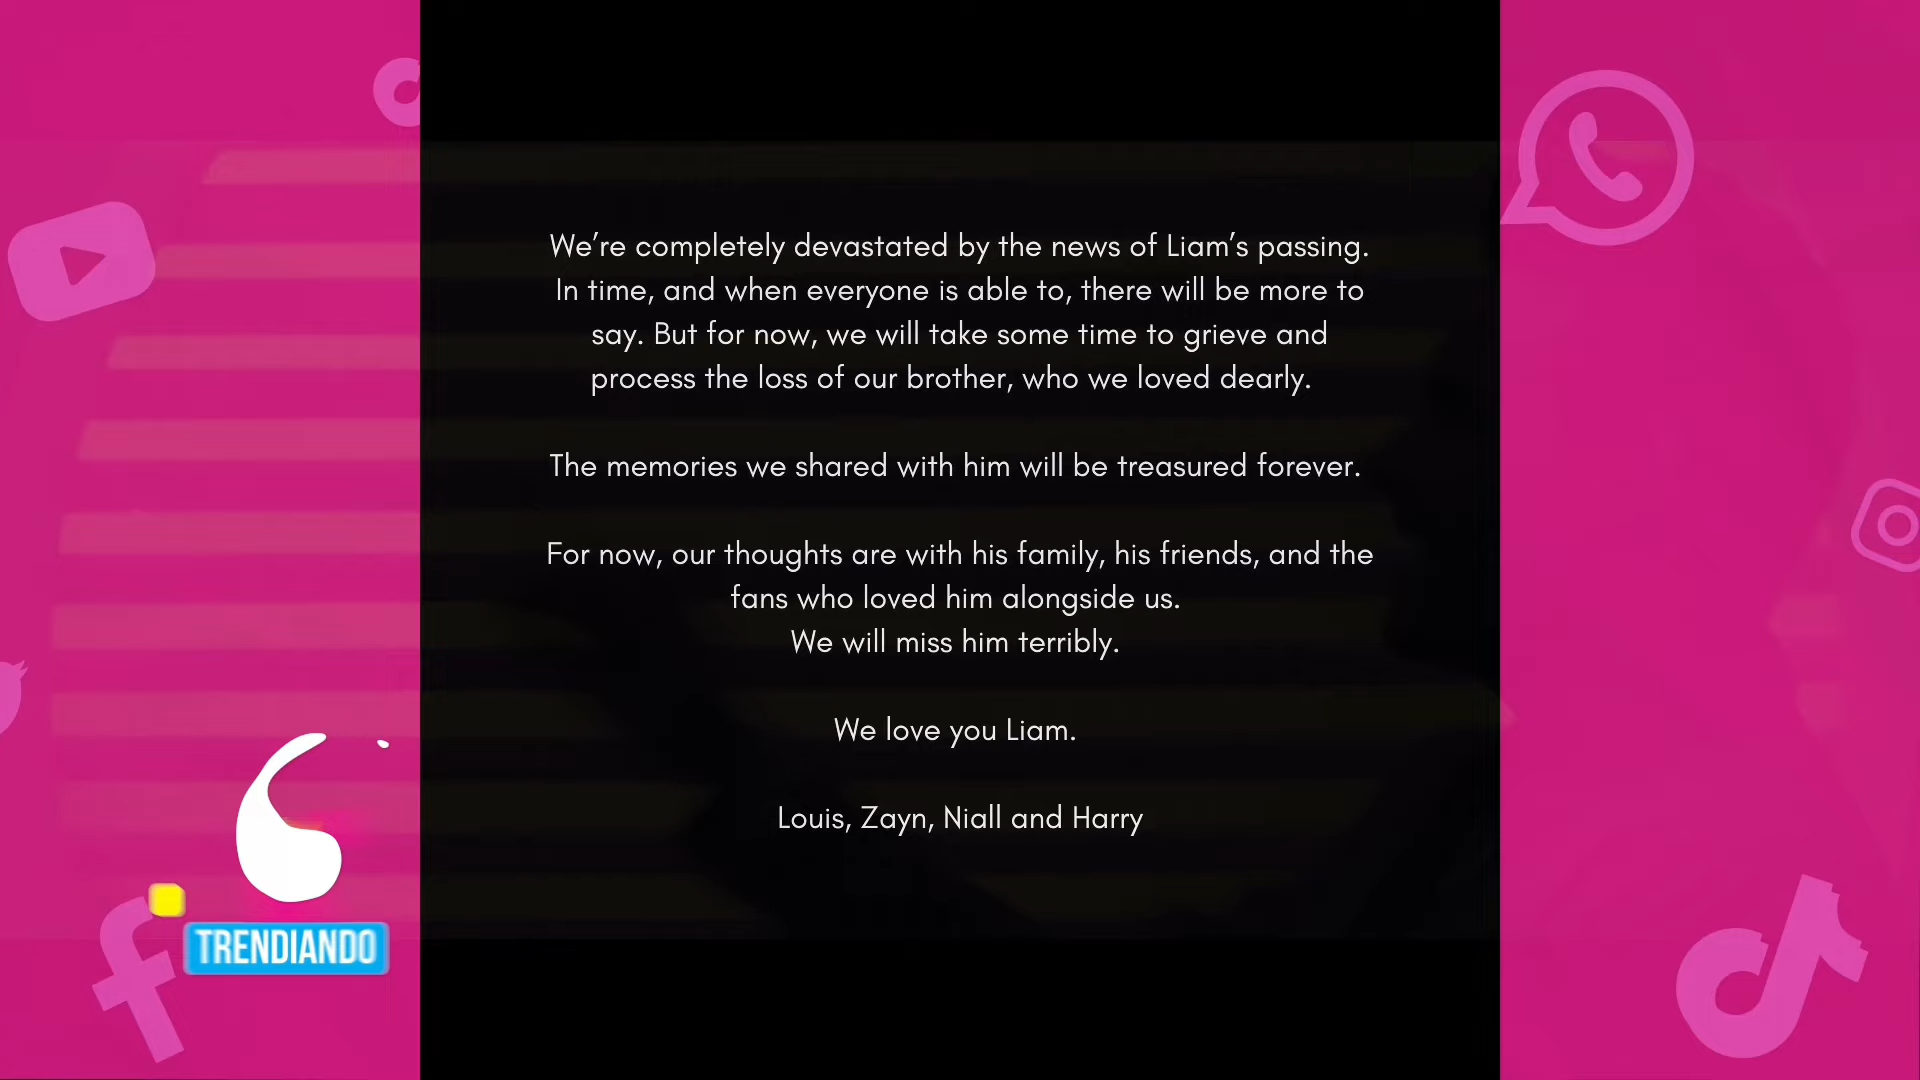 We’re completely devastated by the news of Liam’s passing.
In time, and when everyone is able to, there will be more to
say. But for now, we will take some time to grieve and
process the loss of our brother, who we loved dearly.
The memories we shared with him will be treasured forever.
For now, our thoughts are with his family, his friends, and the
fans who loved him alongside us.
We will miss him terribly.
We love you Liam.
Louis, Zayn, Niall and Harry
TRENDIANDO